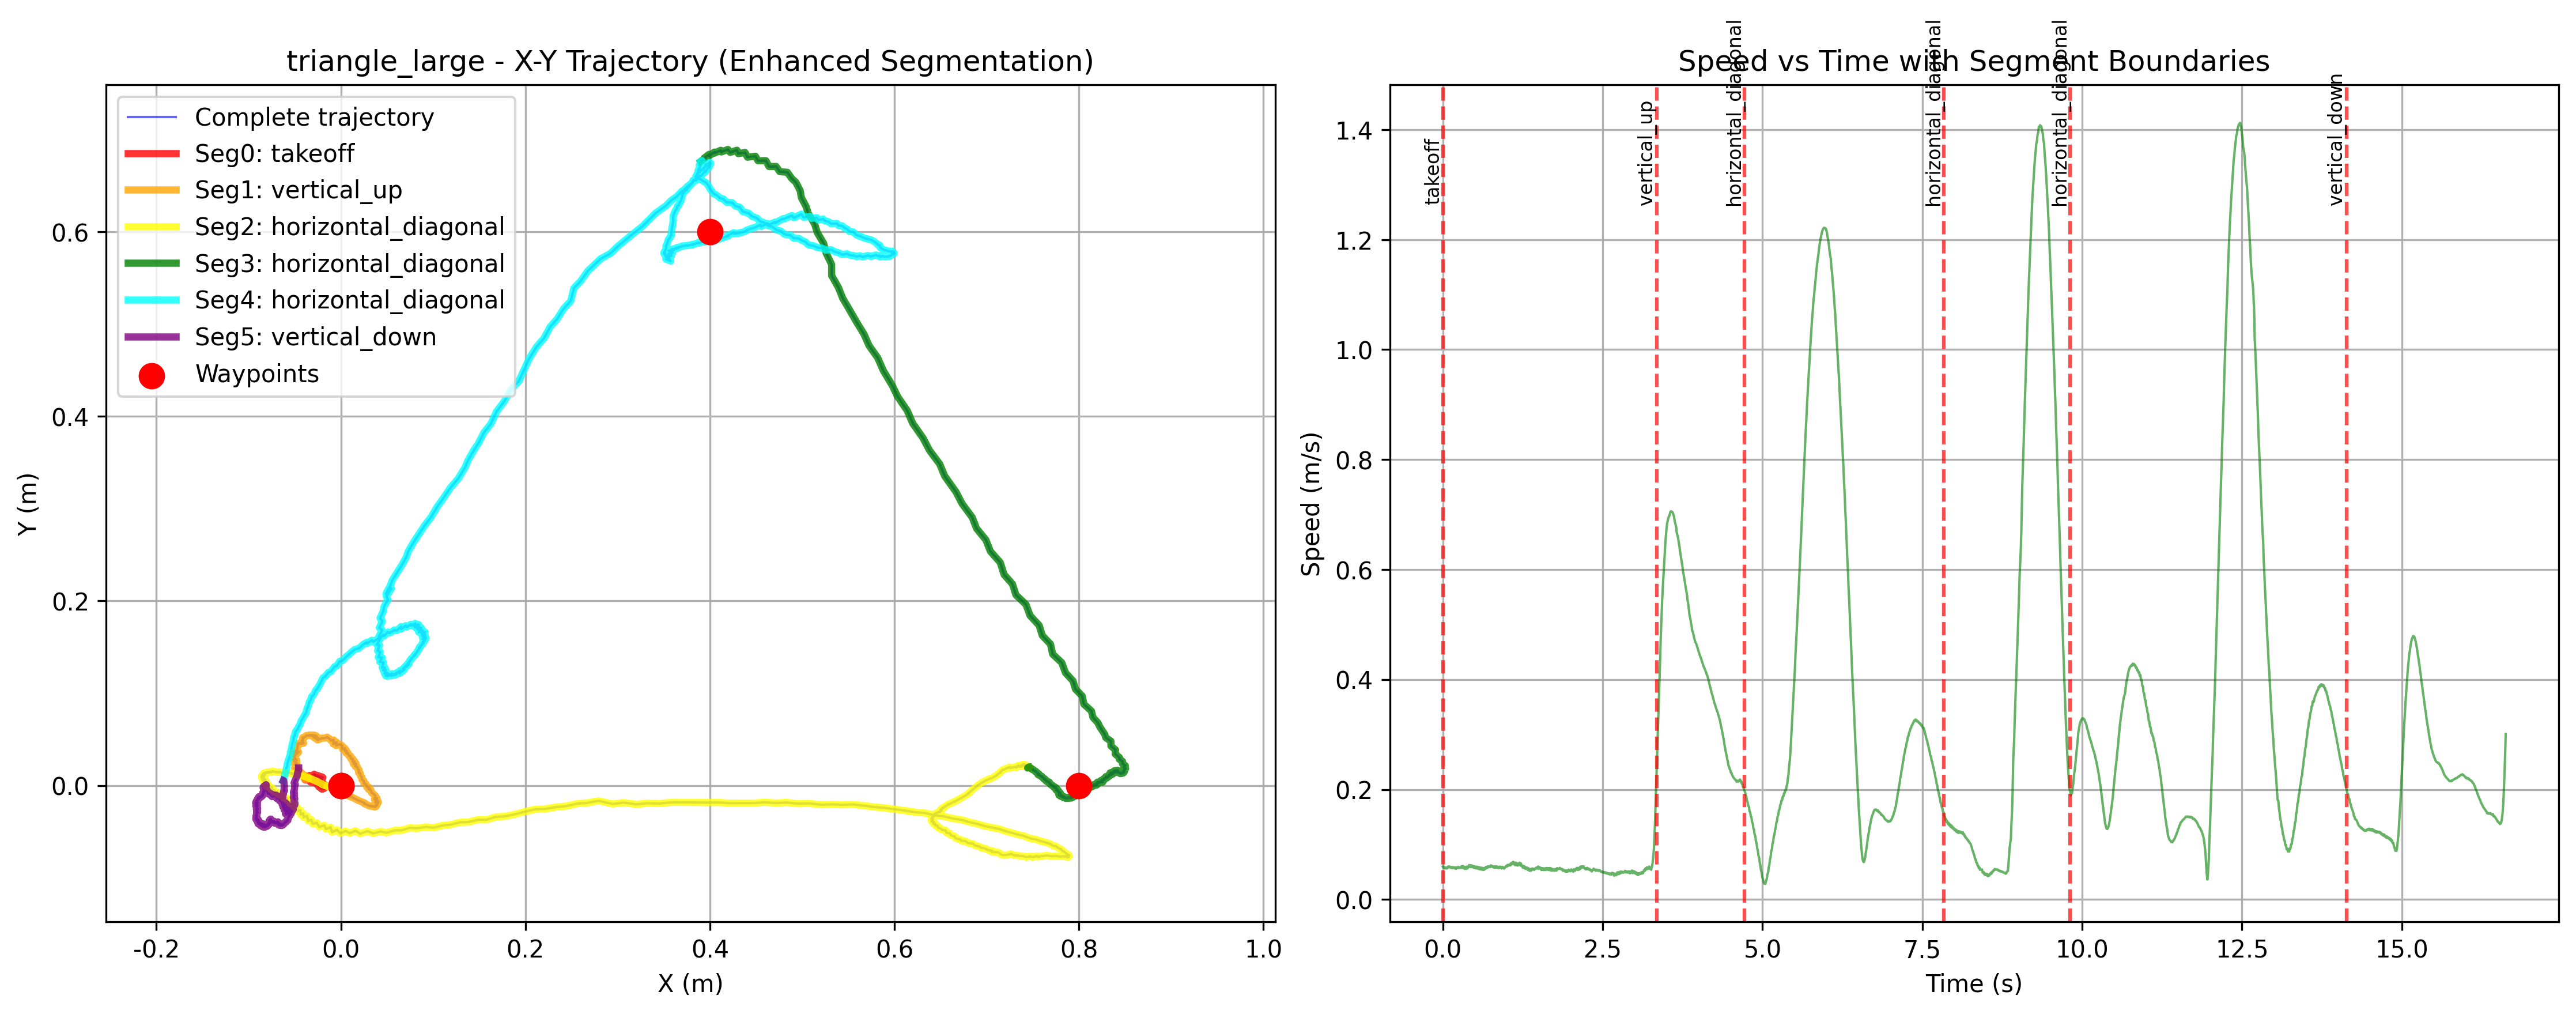 triangle_large - X-Y Trajectory (Enhanced Segmentation)
Complete trajectory
Seg0: takeoff
Seg1: vertical_up
Seg2: horizontal_diagonal
Seg3: horizontal_diagonal
Seg4: horizontal_diagonal
Seg5: vertical_down
Waypoints
0.6
0.4
0.2
0.0
Y (m)
-0.2
0.0
0.2
0.4
0.6
0.8
1.0
X (m)
Speed vs Time with Segment Boundaries
takeoff
vertical_up
horizontal_diagonal
horizontal_diagonal
horizontal_diagonal
vertical_down
1.4
1.2
1.0
0.8
0.6
0.4
0.2
0.0
Speed (m/s)
0.0
2.5
5.0
7.5
10.0
12.5
15.0
Time (s)